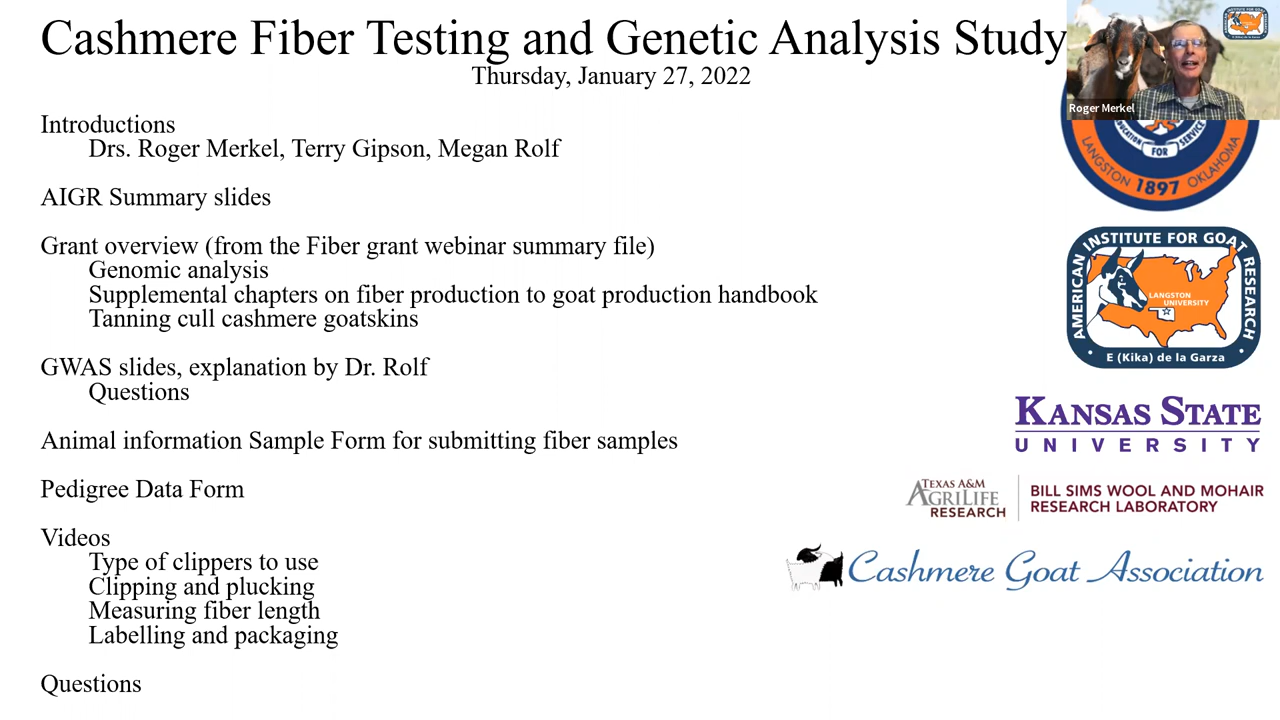 Cashmere Fiber Testing and Genetic Analysis Study
Thursday, January 27, 2022
Roger Merkel
Introductions
Drs. Roger Merkel, Terry Gipson, Megan Rolf
AIGR Summary slides
Grant overview (from the Fiber grant webinar summary file)
Genomic analysis
Supplemental chapters on fiber production to goat production handbook
Tanning cull cashmere goatskins
GWAS slides, explanation by Dr. Rolf
Questions
Animal information Sample Form for submitting fiber samples
Pedigree Data Form
Videos
Type of clippers to use
Clipping and plucking
Measuring fiber length
Labelling and packaging
Questions
EDUCATION FOR SERVICE
LANGSTON 1897 OKLAHOMA
AMERICAN INSTITUTE FOR GOAT RESEARCH
LANGSTON
UNIVERSITY
E (Kika) de la Garza
KANSAS STATE
UNIVERSITY
TEXAS A&M
AGRILIFE
RESEARCH
BILL SIMS WOOL AND MOHAIR
RESEARCH LABORATORY
Cashmere Goat Association